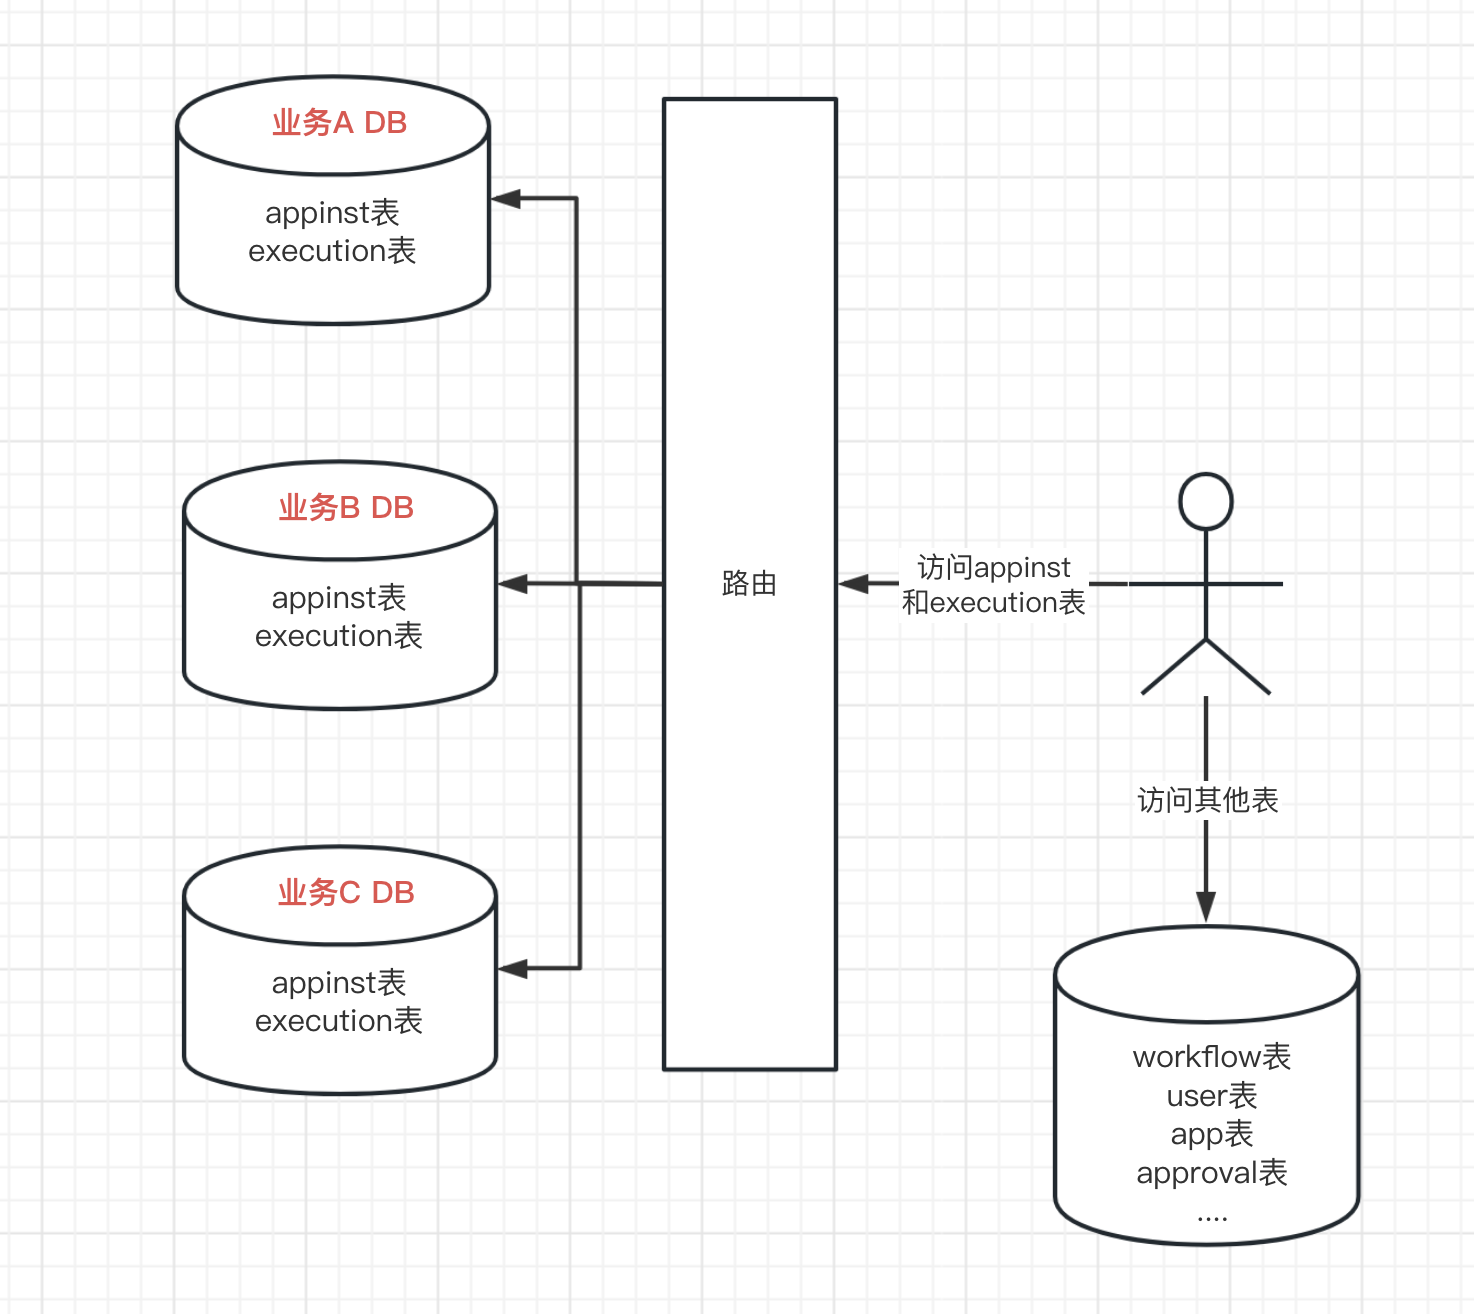 业务A DB
appinst表
execution表
业务B DB
appinst表
execution表
业务C DB
appinst表
execution表
路由
访问appinst
和execution表
访问其他表
workflow表
user表
app表
approval表
....